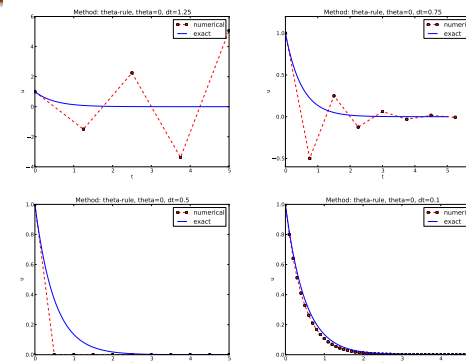 Method: theta-rule, theta=0, dt=1.25
numerical
exact
6
4
2
0
−2
−4
u
0 1 2 3 4 5
t
Method: theta-rule, theta=0, dt=0.75
numerica
exact
1.0
0.5
0.0
−0.5
u
0 1 2 3 4 5
t
Method: theta-rule, theta=0, dt=0.5
numerical
exact
1.0
0.8
0.6
0.4
0.2
0.0
u
0 1 2 3 4 5
Method: theta-rule, theta=0, dt=0.1
numerica
exact
1.0
0.8
0.6
0.4
0.2
0.0
u
0 1 2 3 4